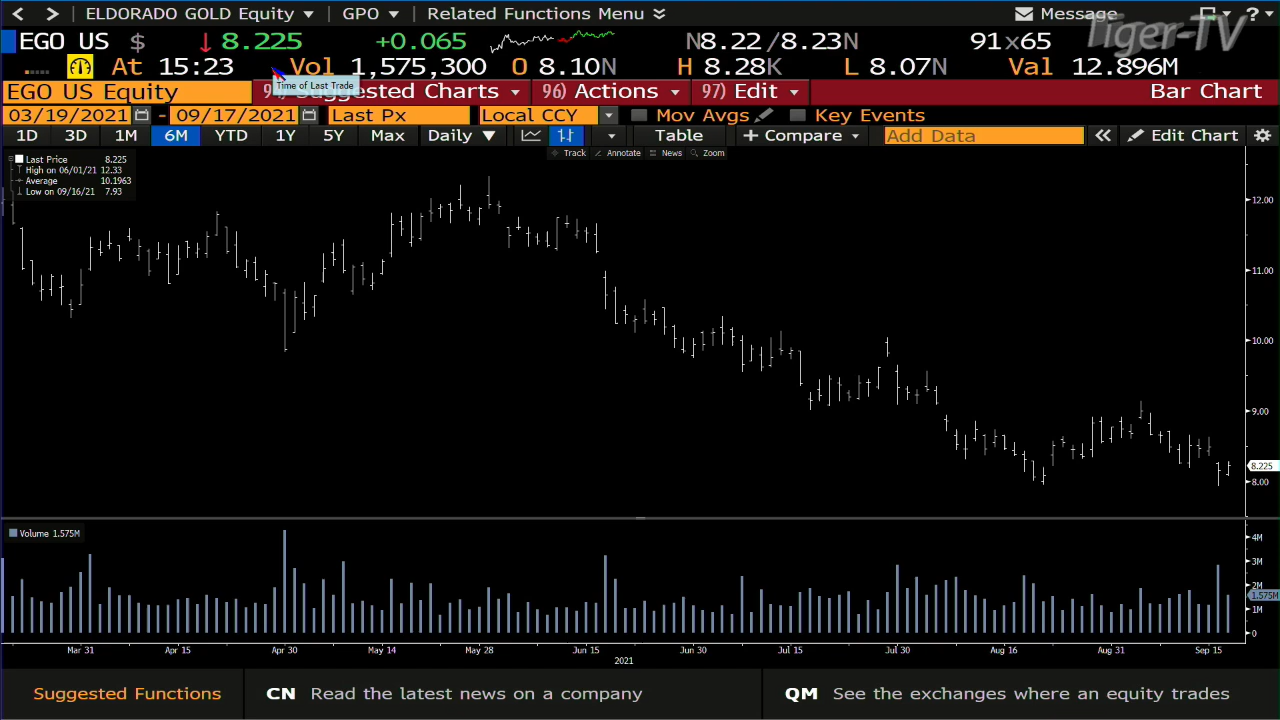 ELDORADO GOLD Equity GPO Related Functions Menu Message ?
Tiger-TV
EGO US $ 8.225 +0.065 N8.22 /8.23N 91x65
At 15:23 Vol 1,575,300 O 8.10N H 8.28K L 8.07N Val 12.896M
Time of Last Trade
EGO US Equity Suggested Charts 96) Actions 97) Edit Bar Chart
03/19/2021 - 09/17/2021 Last Px Local CCY Mov Avgs Key Events
1D 3D 1M 6M YTD 1Y 5Y Max Daily Table + Compare Add Data « Edit Chart
Track Annotate News Zoom
Last Price 8.225
High on 06/01/21 12.33
Average 10.1963
Low on 09/16/21 7.93
12.00
11.00
10.00
9.00
8.225
8.00
Volume 1.575M
4M
3M
2M
1.575M
1M
0
Mar 31 Apr 15 Apr 30 May 14 May 28 Jun 15 Jun 30 Jul 15 Jul 30 Aug 16 Aug 31 Sep 15
2021
Suggested Functions CN Read the latest news on a company QM See the exchanges where an equity trades